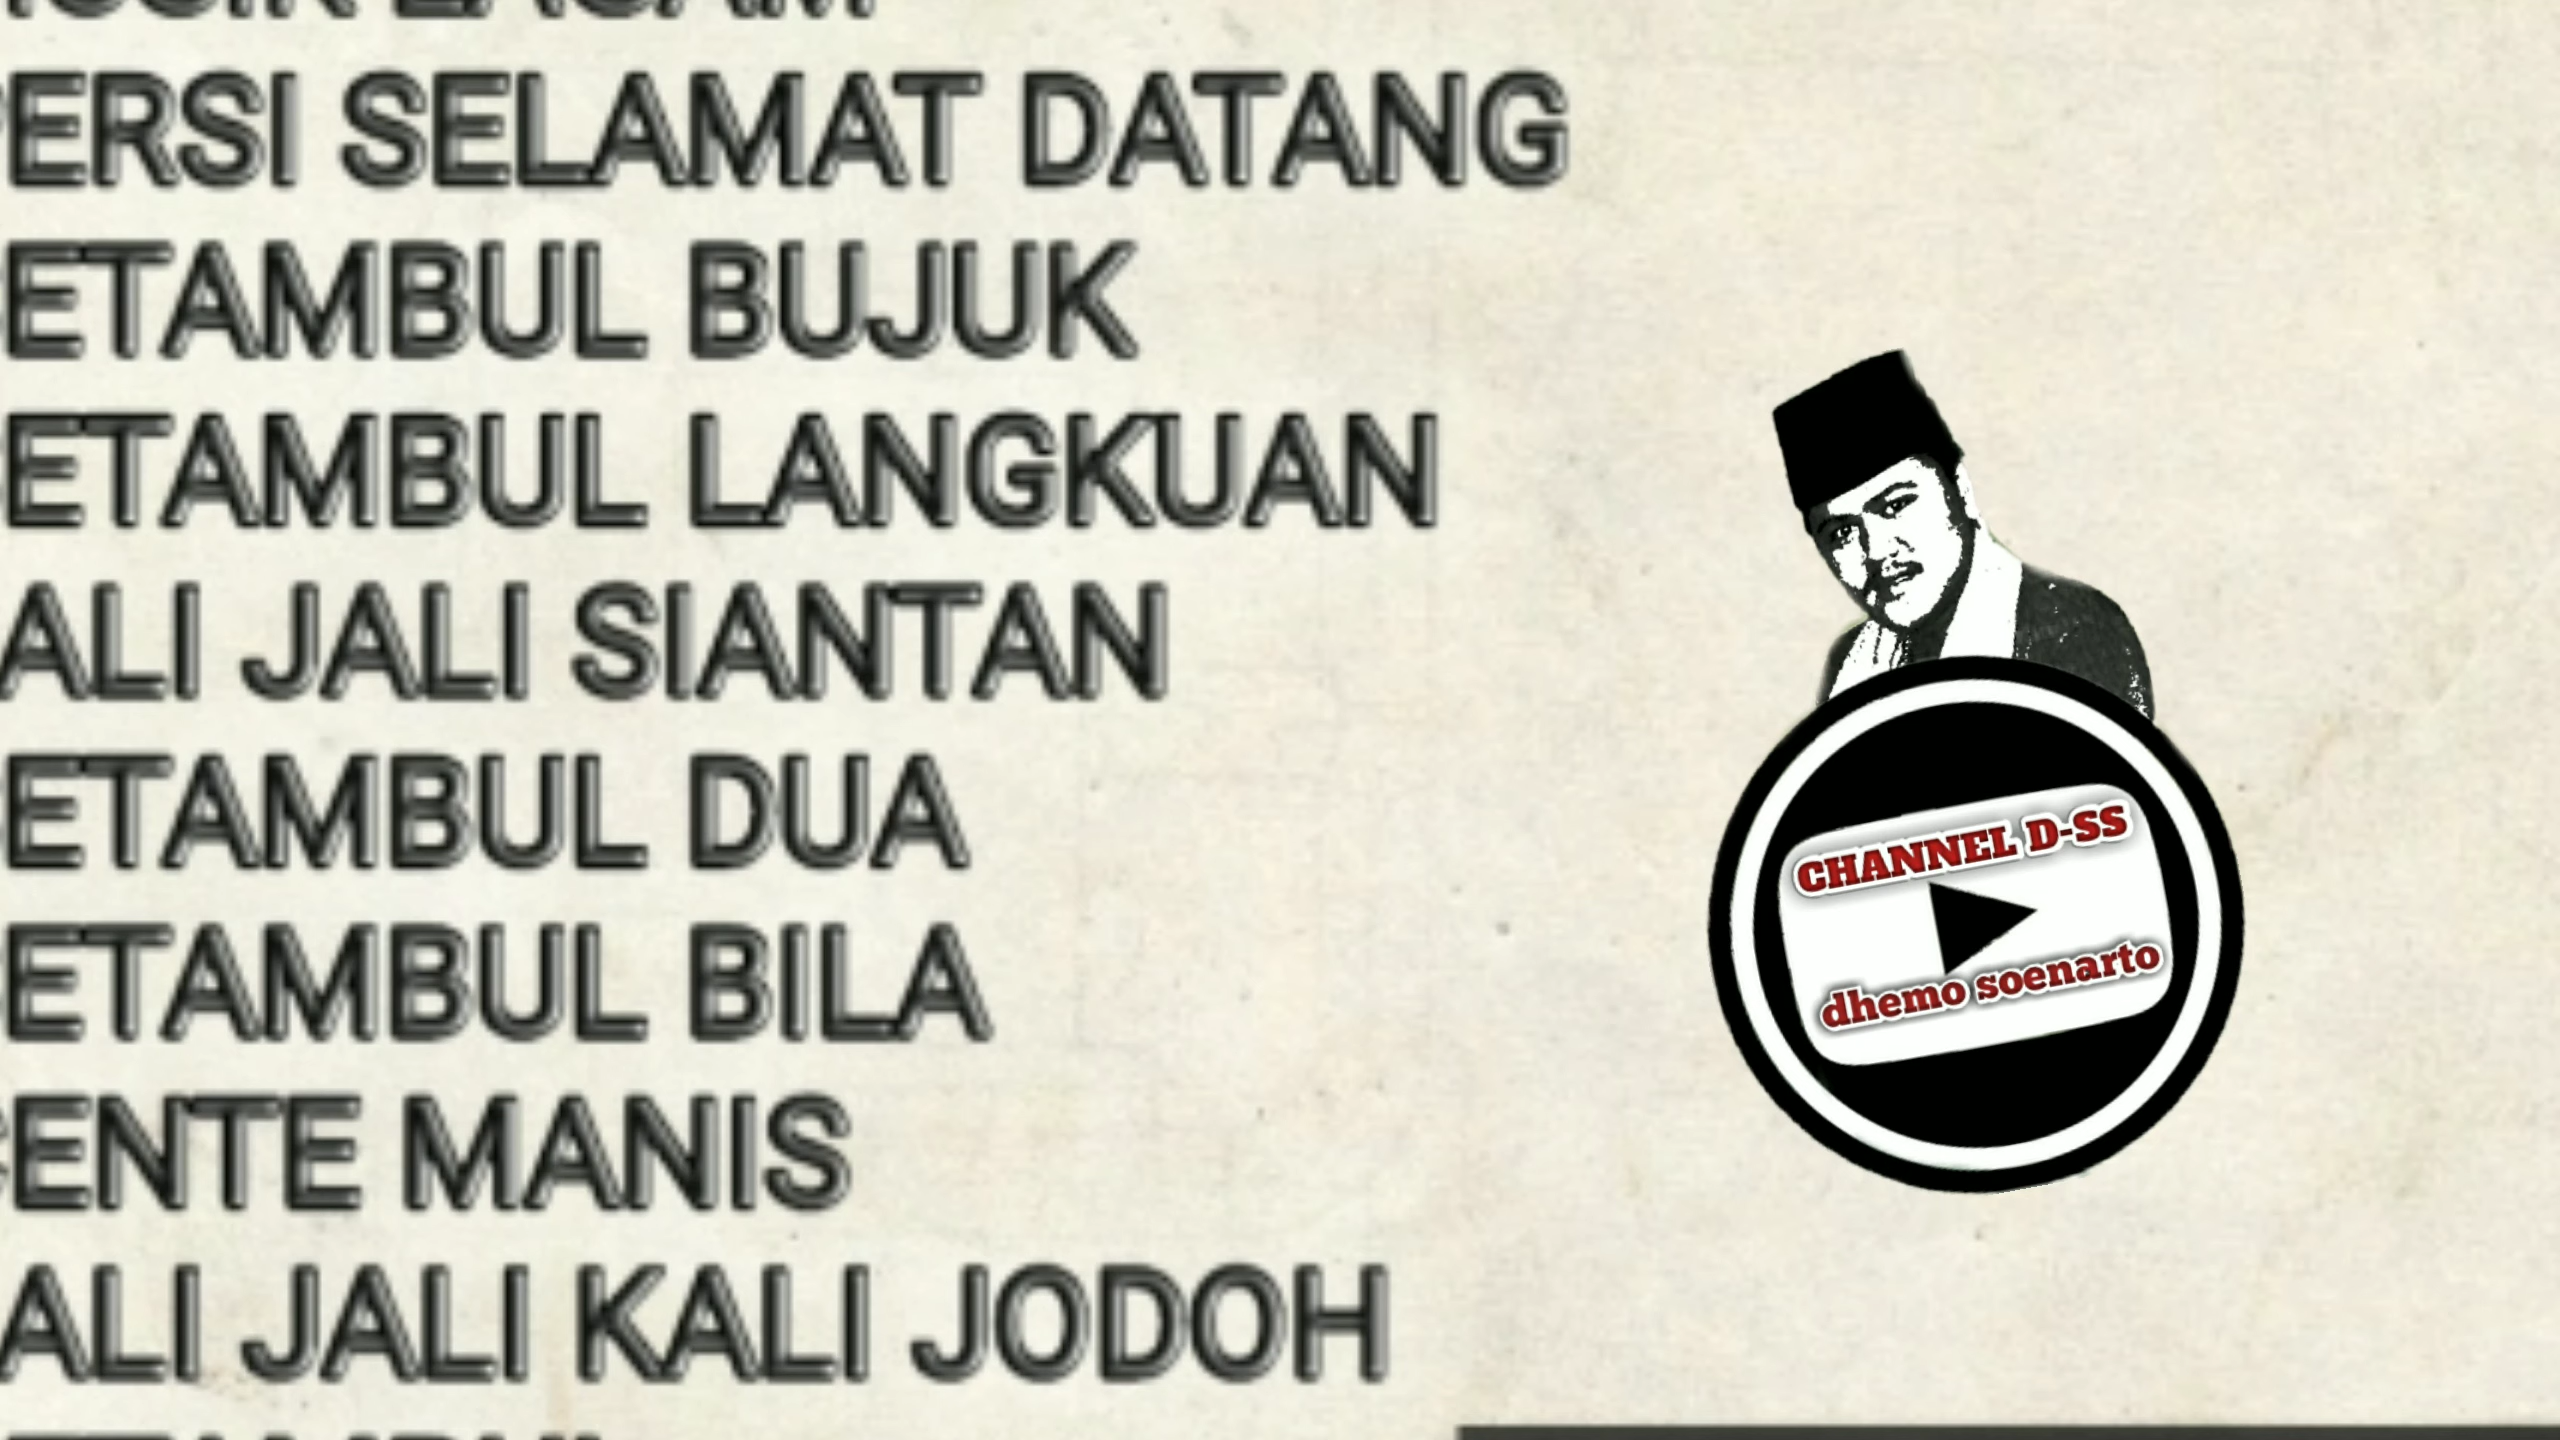 ERSI SELAMAT DATANG
ETAMBUL BUJUK
ETAMBUL LANGKUAN
ALI JALI SIANTAN
ETAMBUL DUA
ETAMBUL BILA
ENTE MANIS
ALI JALI KALI JODOH
CHANNEL D-SS
dhemo soenarto